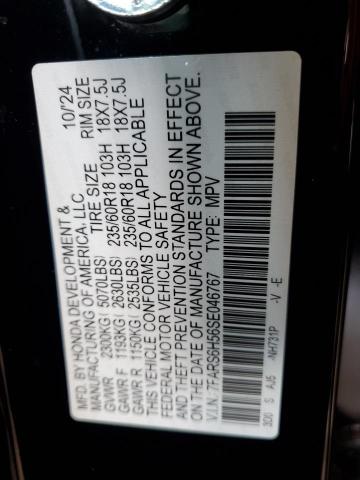 MFD. BY HONDA DEVELOPMENT & 10/24
MANUFACTURING OF AMERICA, LLC
TIRE SIZE RIM SIZE
GVWR 2300KG ( 5070LBS)
GAWR F 1193KG ( 2630LBS) 235/60R18 103H 18X7.5J
GAWR R 1150KG ( 2535LBS) 235/60R18 103H 18X7.5J
THIS VEHICLE CONFORMS TO ALL APPLICABLE
FEDERAL MOTOR VEHICLE SAFETY
AND THEFT PREVENTION STANDARDS IN EFFECT
ON THE DATE OF MANUFACTURE SHOWN ABOVE.
V.I.N.: 7FARS6H56SE046767 TYPE: MPV
3D0 S AJ5 -NH731P -V -E